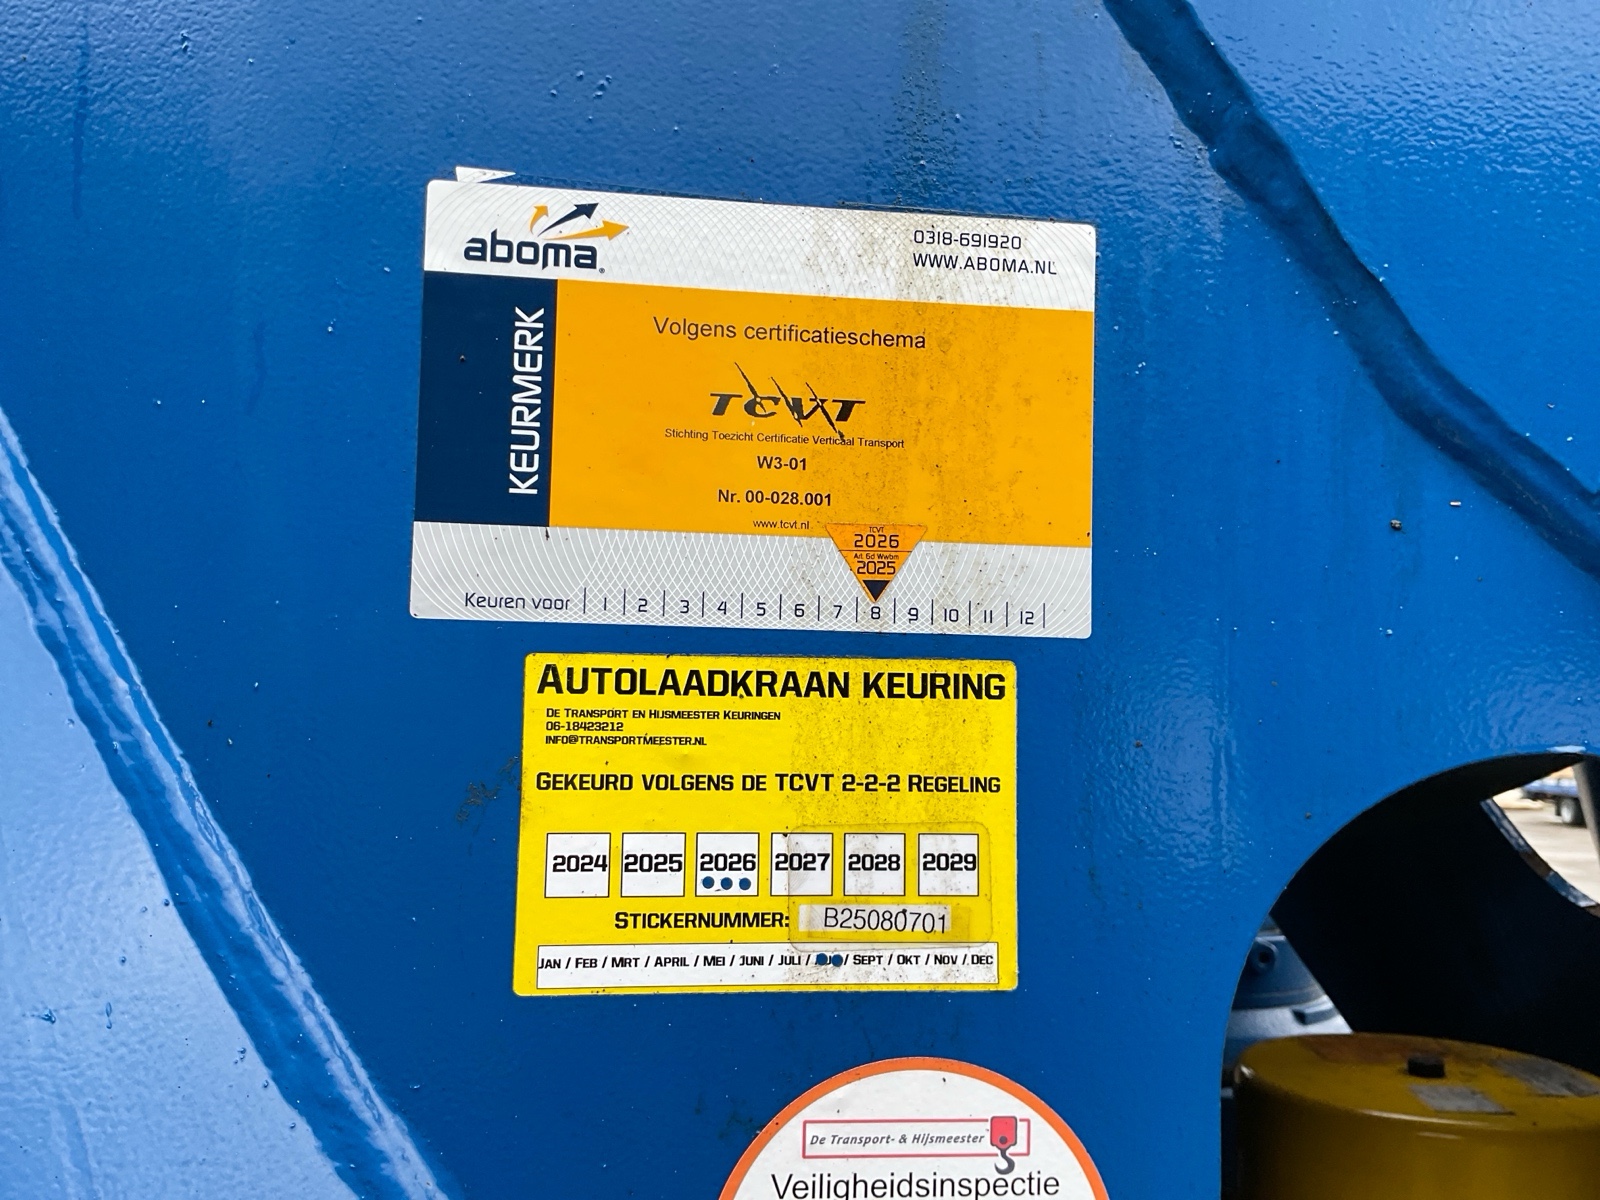 aboma
0318-691920
WWW.ABOMA.NL
KEURMERK
Volgens certificatieschema
TCVT
Stichting Toezicht Certificatie Verticaal Transport
W3-01
Nr. 00-028.001
www.tcvt.nl
TCVT
2026
Art. 6d Wwbm
2025
Keuren voor | 1 | 2 | 3 | 4 | 5 | 6 | 7 | 8 | 9 | 10 | 11 | 12 |
AUTOLAADKRAAN KEURING
DE TRANSPORT EN HIJSMEESTER KEURINGEN
06-18423212
INFO@TRANSPORTMEESTER.NL
GEKEURD VOLGENS DE TCVT 2-2-2 REGELING
2024 2025 2026 2027 2028 2029
STICKERNUMMER: B25080701
JAN / FEB / MRT / APRIL / MEI / JUNI / JULI / / SEPT / OKT / NOV / DEC
De Transport- & Hijsmeester
Veiligheidsinspectie